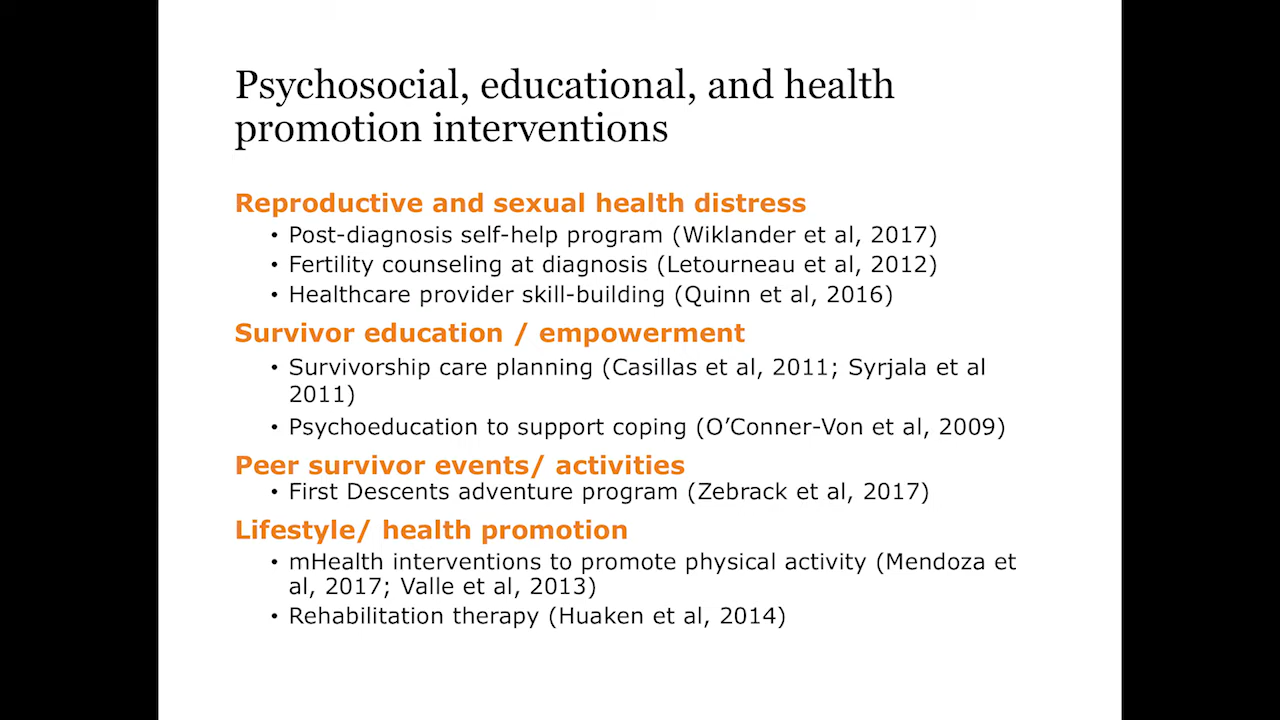 Psychosocial, educational, and health
promotion interventions
Reproductive and sexual health distress
• Post-diagnosis self-help program (Wiklander et al, 2017)
• Fertility counseling at diagnosis (Letourneau et al, 2012)
• Healthcare provider skill-building (Quinn et al, 2016)
Survivor education / empowerment
• Survivorship care planning (Casillas et al, 2011; Syrjala et al
2011)
• Psychoeducation to support coping (O’Conner-Von et al, 2009)
Peer survivor events/ activities
• First Descents adventure program (Zebrack et al, 2017)
Lifestyle/ health promotion
• mHealth interventions to promote physical activity (Mendoza et
al, 2017; Valle et al, 2013)
• Rehabilitation therapy (Huaken et al, 2014)